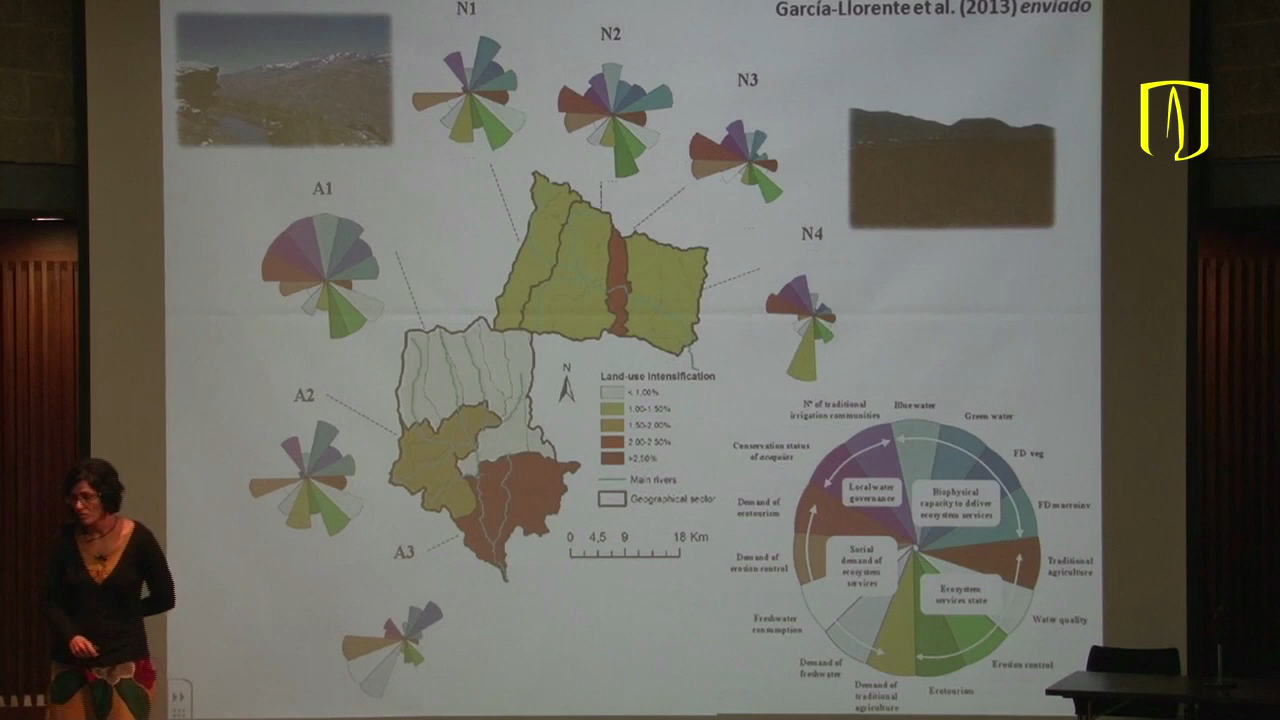 García-Llorente et al. (2013) enviado
N1
N2
N3
A1
N4
A2
A3
N
Land-use intensification
< 1.00%
1.00-1.50%
1.50-2.00%
2.00-2.50%
>2.50%
Main rivers
Geographical sector
0 4,5 9 18 Km
Nº of traditional
irrigation communities
Blue water
Green water
FD veg
FD macroinv
Traditional
agriculture
Water quality
Erosion control
Ecotourism
Demand of
traditional
agriculture
Demand of
freshwater
Freshwater
consumption
Demand of
erosion control
Demand of
ecotourism
Conservation status
of acequias
Local water
governance
Biophysical
capacity to deliver
ecosystem services
Social
demand of
ecosystem
services
Ecosystem
services state